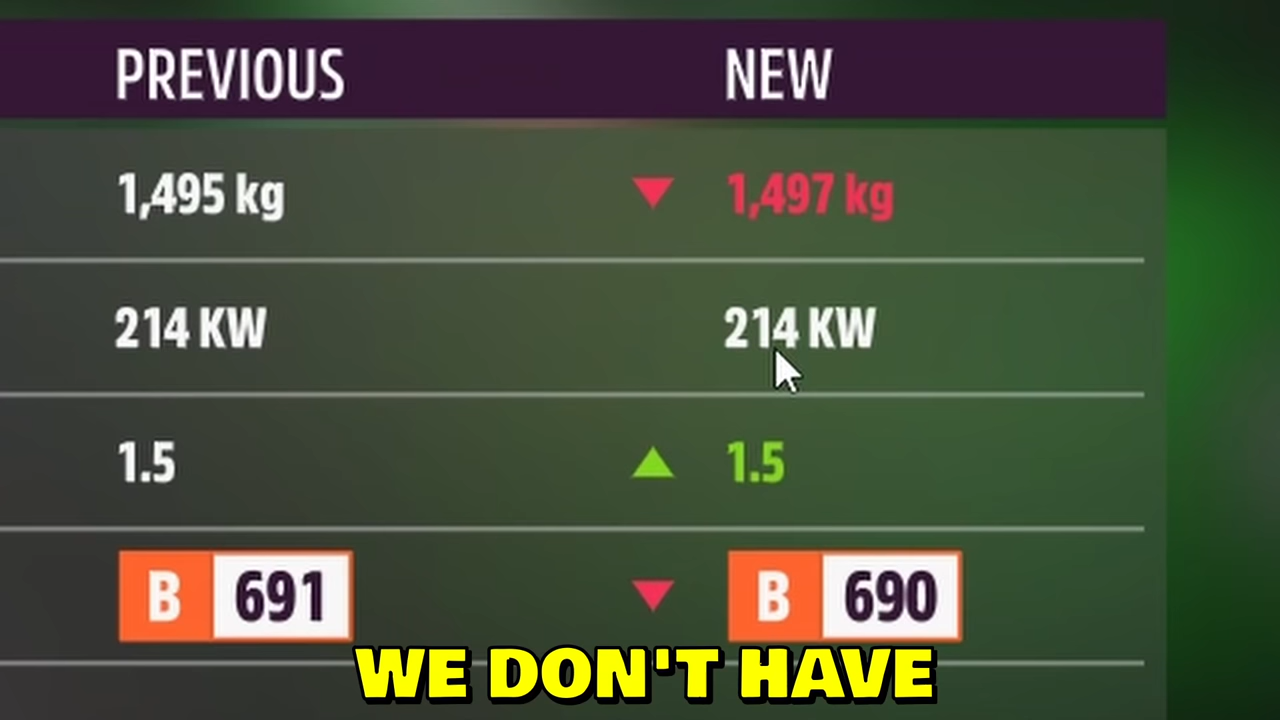 PREVIOUS NEW
1,495 kg 1,497 kg
214 KW 214 KW
1.5 1.5
B 691 B 690
WE DON'T HAVE